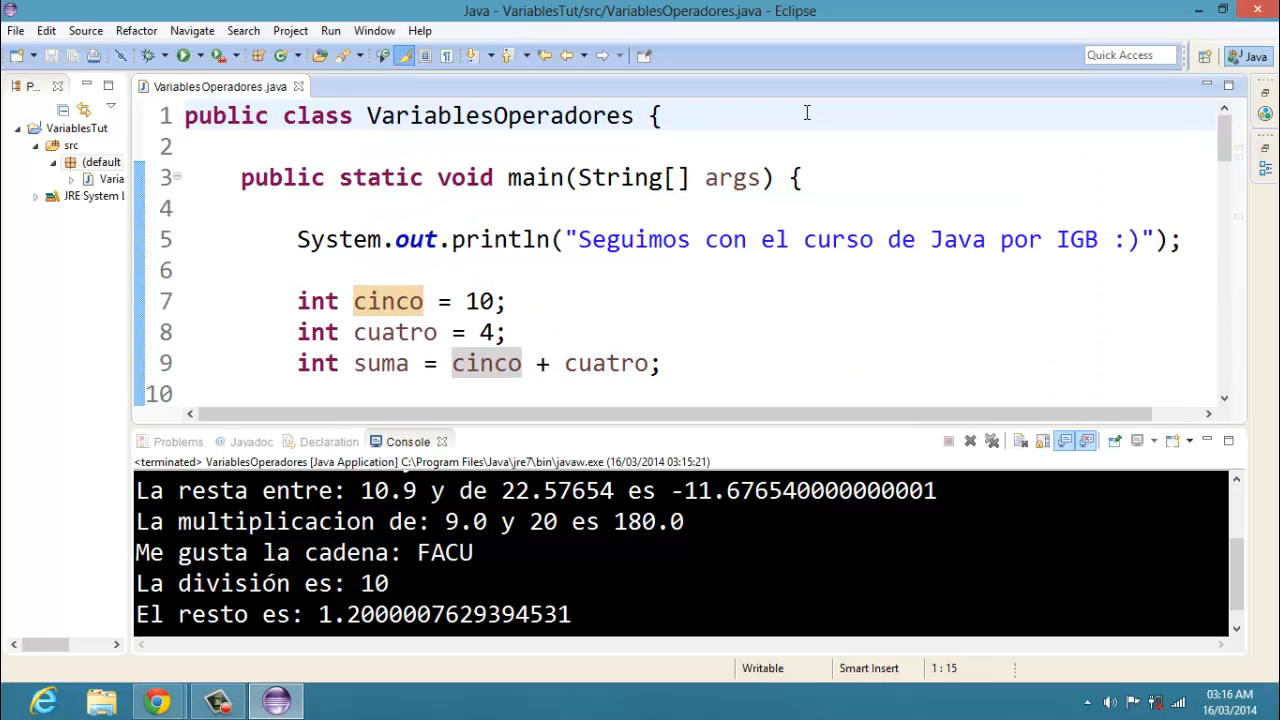 Java - VariablesTut/src/VariablesOperadores.java - Eclipse
File Edit Source Refactor Navigate Search Project Run Window Help
Quick Access
Java
P...
VariablesOperadores.java
VariablesTut
src
(default
Varia
JRE System L
1 public class VariablesOperadores {
2
3 public static void main(String[] args) {
4
5 System.out.println("Seguimos con el curso de Java por IGB :)");
6
7 int cinco = 10;
8 int cuatro = 4;
9 int suma = cinco + cuatro;
10
Problems @ Javadoc Declaration Console
<terminated> VariablesOperadores [Java Application] C:\Program Files\Java\jre7\bin\javaw.exe (16/03/2014 03:15:21)
La resta entre: 10.9 y de 22.57654 es -11.676540000000001
La multiplicacion de: 9.0 y 20 es 180.0
Me gusta la cadena: FACU
La división es: 10
El resto es: 1.2000007629394531
Writable Smart Insert 1 : 15
03:16 AM
16/03/2014